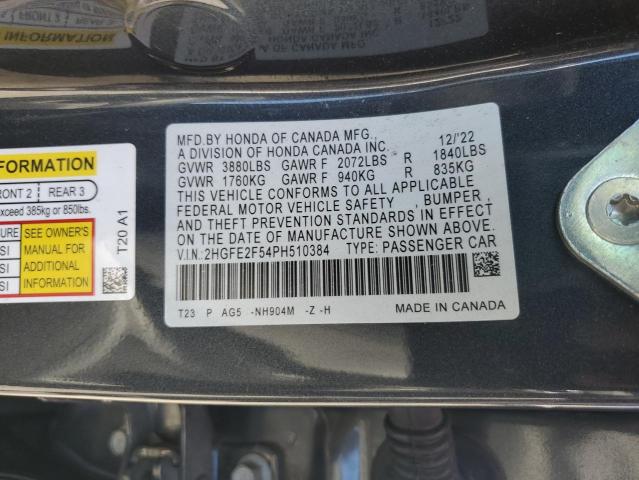 MFD.BY HONDA OF CANADA MFG., 12/'22
A DIVISION OF HONDA CANADA INC.
GVWR 3880LBS GAWR F 2072LBS R 1840LBS
GVWR 1760KG GAWR F 940KG R 835KG
THIS VEHICLE CONFORMS TO ALL APPLICABLE
FEDERAL MOTOR VEHICLE SAFETY , BUMPER ,
AND THEFT PREVENTION STANDARDS IN EFFECT
ON THE DATE OF MANUFACTURE SHOWN ABOVE.
V.I.N: 2HGFE2F54PH510384 TYPE: PASSENGER CAR
T23 P AG5 -NH904M -Z -H MADE IN CANADA
FORMATION
FRONT 2 REAR 3
exceed 385kg or 850lbs.
SEE OWNER'S
MANUAL FOR
ADDITIONAL
INFORMATION
T20 A1